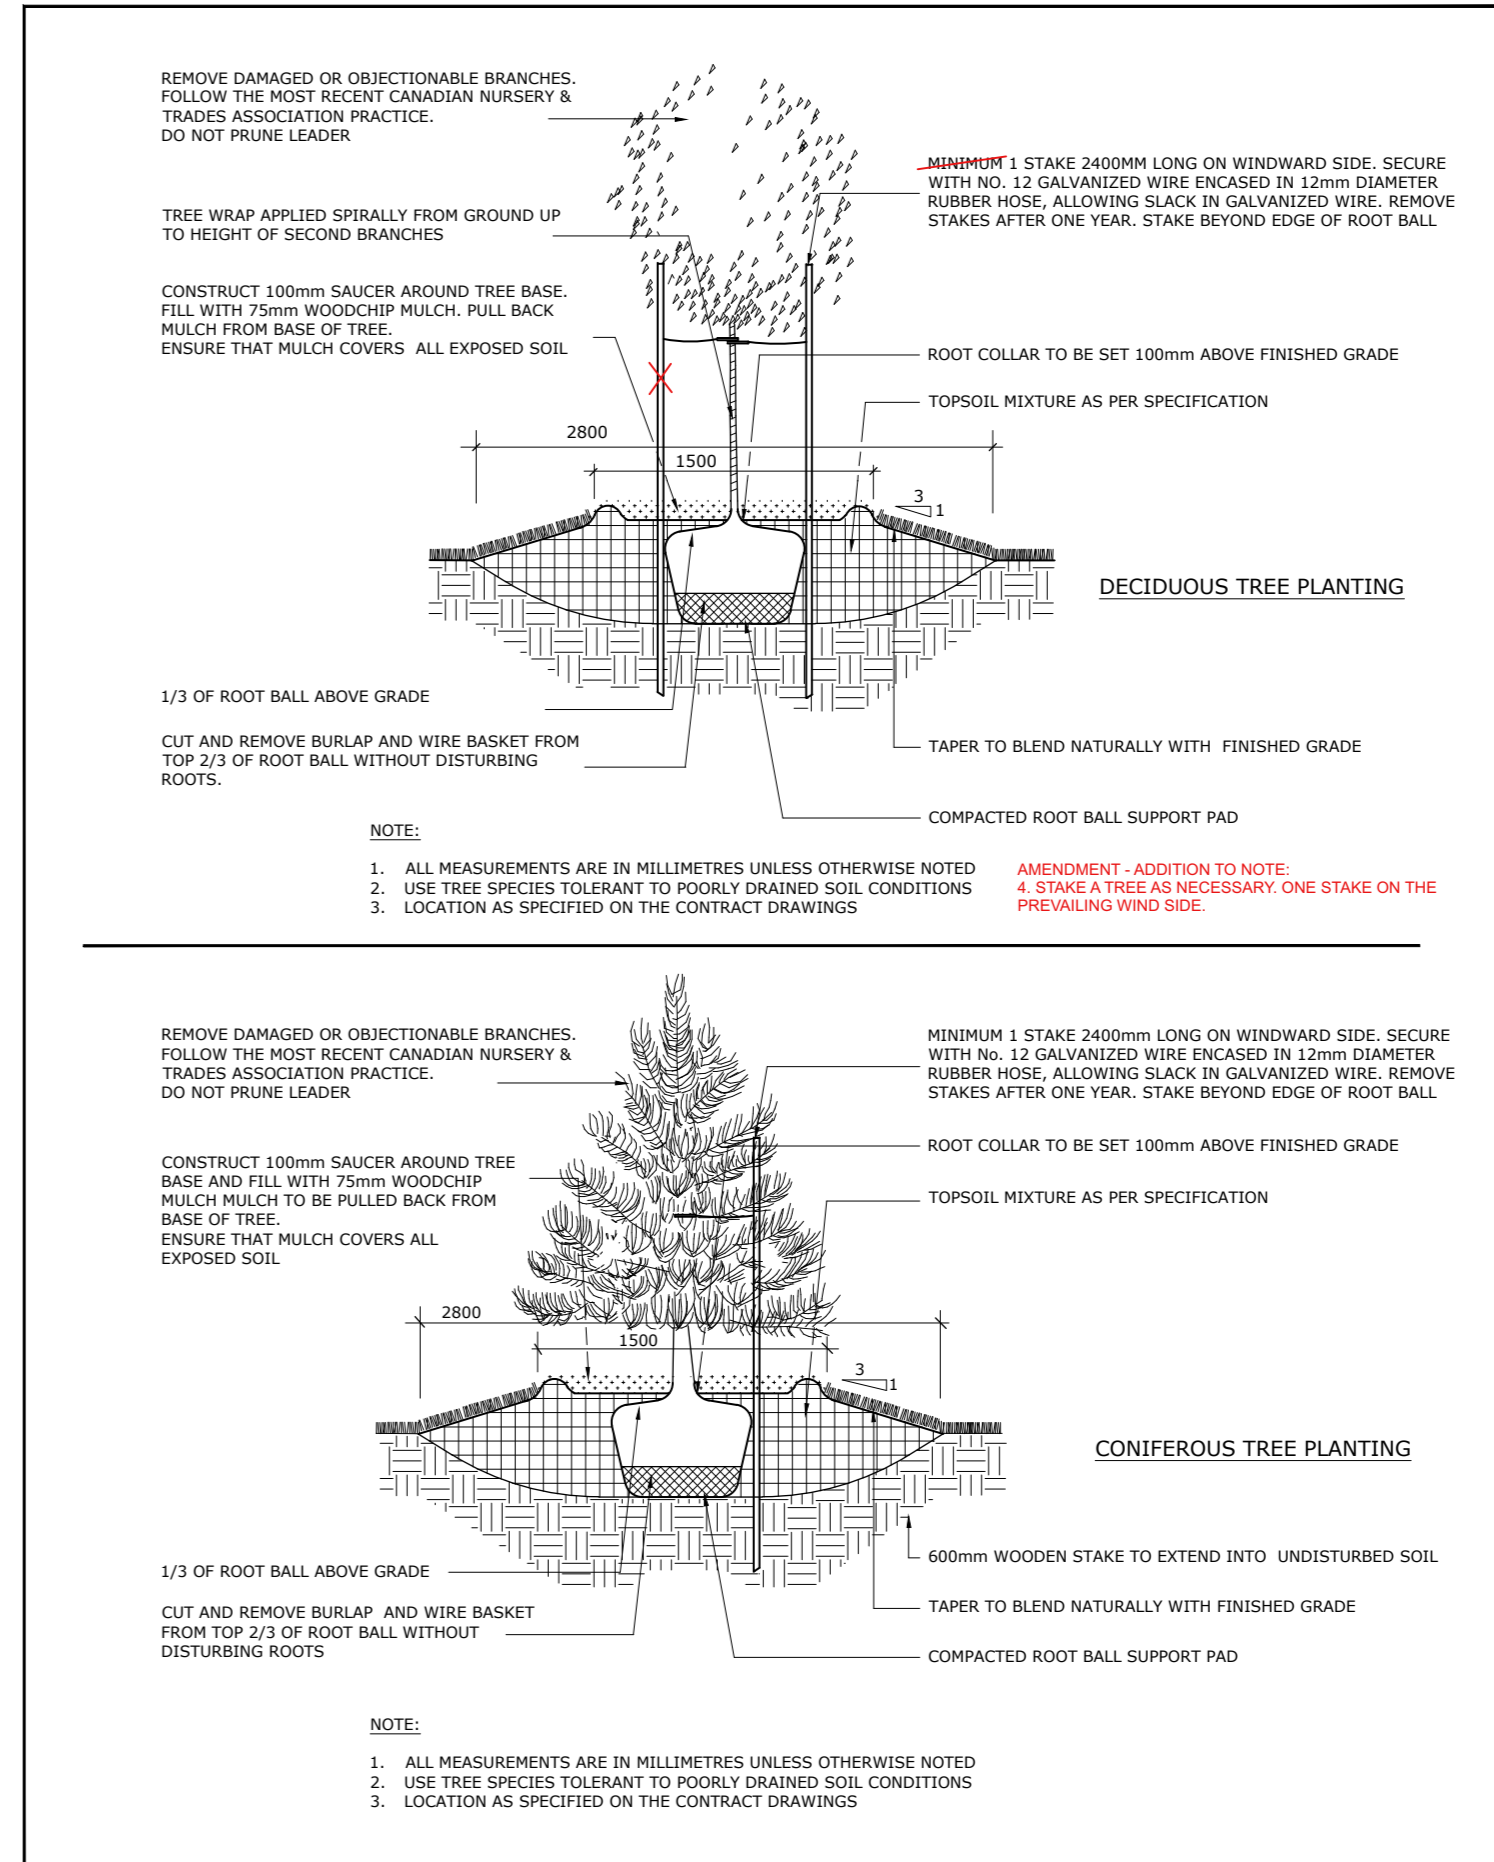 REMOVE DAMAGED OR OBJECTIONABLE BRANCHES.
FOLLOW THE MOST RECENT CANADIAN NURSERY &
TRADES ASSOCIATION PRACTICE.
DO NOT PRUNE LEADER
TREE WRAP APPLIED SPIRALLY FROM GROUND UP
TO HEIGHT OF SECOND BRANCHES
CONSTRUCT 100mm SAUCER AROUND TREE BASE.
FILL WITH 75mm WOODCHIP MULCH. PULL BACK
MULCH FROM BASE OF TREE.
ENSURE THAT MULCH COVERS ALL EXPOSED SOIL
MINIMUM 1 STAKE 2400MM LONG ON WINDWARD SIDE. SECURE
WITH NO. 12 GALVANIZED WIRE ENCASED IN 12mm DIAMETER
RUBBER HOSE, ALLOWING SLACK IN GALVANIZED WIRE. REMOVE
STAKES AFTER ONE YEAR. STAKE BEYOND EDGE OF ROOT BALL
ROOT COLLAR TO BE SET 100mm ABOVE FINISHED GRADE
TOPSOIL MIXTURE AS PER SPECIFICATION
2800
1500
3
1
DECIDUOUS TREE PLANTING
1/3 OF ROOT BALL ABOVE GRADE
CUT AND REMOVE BURLAP AND WIRE BASKET FROM
TOP 2/3 OF ROOT BALL WITHOUT DISTURBING
ROOTS.
TAPER TO BLEND NATURALLY WITH FINISHED GRADE
COMPACTED ROOT BALL SUPPORT PAD
NOTE:
1. ALL MEASUREMENTS ARE IN MILLIMETRES UNLESS OTHERWISE NOTED
2. USE TREE SPECIES TOLERANT TO POORLY DRAINED SOIL CONDITIONS
3. LOCATION AS SPECIFIED ON THE CONTRACT DRAWINGS
AMENDMENT - ADDITION TO NOTE:
4. STAKE A TREE AS NECESSARY. ONE STAKE ON THE
PREVAILING WIND SIDE.
REMOVE DAMAGED OR OBJECTIONABLE BRANCHES.
FOLLOW THE MOST RECENT CANADIAN NURSERY &
TRADES ASSOCIATION PRACTICE.
DO NOT PRUNE LEADER
CONSTRUCT 100mm SAUCER AROUND TREE
BASE AND FILL WITH 75mm WOODCHIP
MULCH MULCH TO BE PULLED BACK FROM
BASE OF TREE.
ENSURE THAT MULCH COVERS ALL
EXPOSED SOIL
MINIMUM 1 STAKE 2400mm LONG ON WINDWARD SIDE. SECURE
WITH No. 12 GALVANIZED WIRE ENCASED IN 12mm DIAMETER
RUBBER HOSE, ALLOWING SLACK IN GALVANIZED WIRE. REMOVE
STAKES AFTER ONE YEAR. STAKE BEYOND EDGE OF ROOT BALL
ROOT COLLAR TO BE SET 100mm ABOVE FINISHED GRADE
TOPSOIL MIXTURE AS PER SPECIFICATION
2800
1500
3
1
CONIFEROUS TREE PLANTING
1/3 OF ROOT BALL ABOVE GRADE
CUT AND REMOVE BURLAP AND WIRE BASKET
FROM TOP 2/3 OF ROOT BALL WITHOUT
DISTURBING ROOTS
600mm WOODEN STAKE TO EXTEND INTO UNDISTURBED SOIL
TAPER TO BLEND NATURALLY WITH FINISHED GRADE
COMPACTED ROOT BALL SUPPORT PAD
NOTE:
1. ALL MEASUREMENTS ARE IN MILLIMETRES UNLESS OTHERWISE NOTED
2. USE TREE SPECIES TOLERANT TO POORLY DRAINED SOIL CONDITIONS
3. LOCATION AS SPECIFIED ON THE CONTRACT DRAWINGS